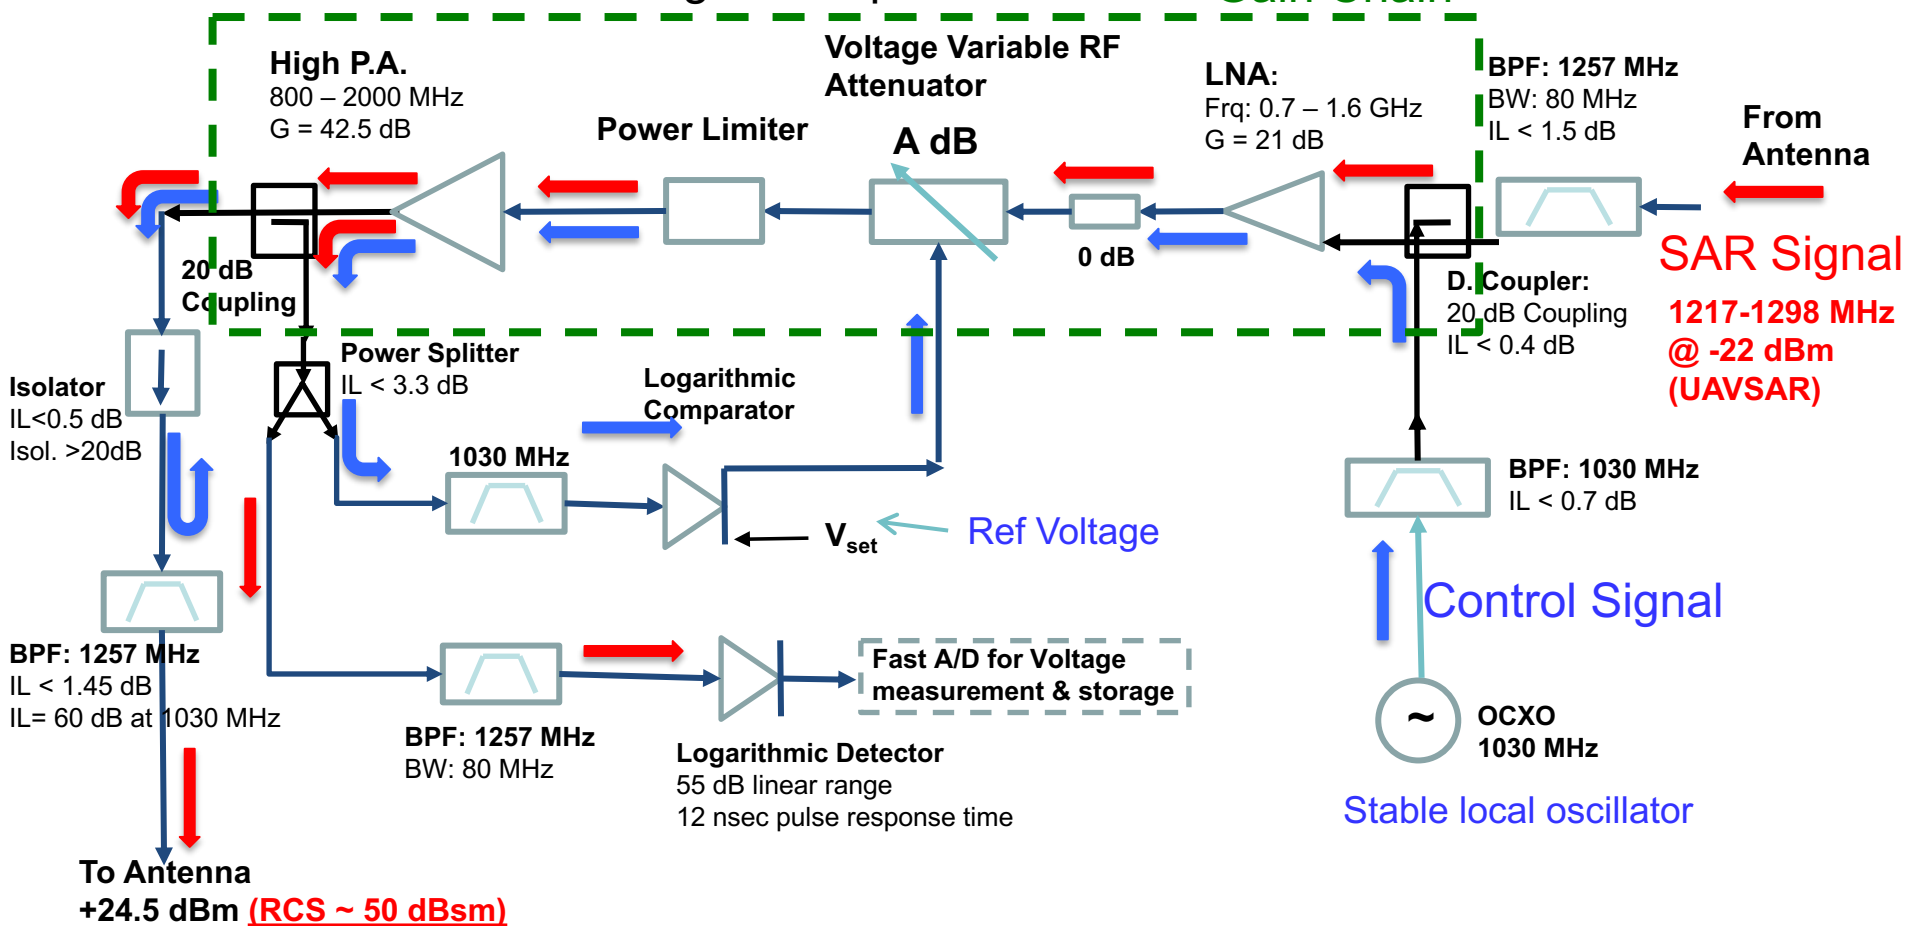 High P.A.
800 – 2000 MHz
G = 42.5 dB
Power Limiter
Voltage Variable RF
Attenuator
A dB
LNA:
Frq: 0.7 – 1.6 GHz
G = 21 dB
BPF: 1257 MHz
BW: 80 MHz
IL < 1.5 dB
From
Antenna
0 dB
SAR Signal
1217-1298 MHz
@ -22 dBm
(UAVSAR)
D. Coupler:
20 dB Coupling
IL < 0.4 dB
20 dB
Coupling
Power Splitter
IL < 3.3 dB
Isolator
IL<0.5 dB
Isol. >20dB
Logarithmic
Comparator
1030 MHz
Vset
Ref Voltage
BPF: 1030 MHz
IL < 0.7 dB
Control Signal
~
OCXO
1030 MHz
Stable local oscillator
BPF: 1257 MHz
IL < 1.45 dB
IL= 60 dB at 1030 MHz
BPF: 1257 MHz
BW: 80 MHz
Logarithmic Detector
55 dB linear range
12 nsec pulse response time
Fast A/D for Voltage
measurement & storage
To Antenna
+24.5 dBm (RCS ~ 50 dBsm)